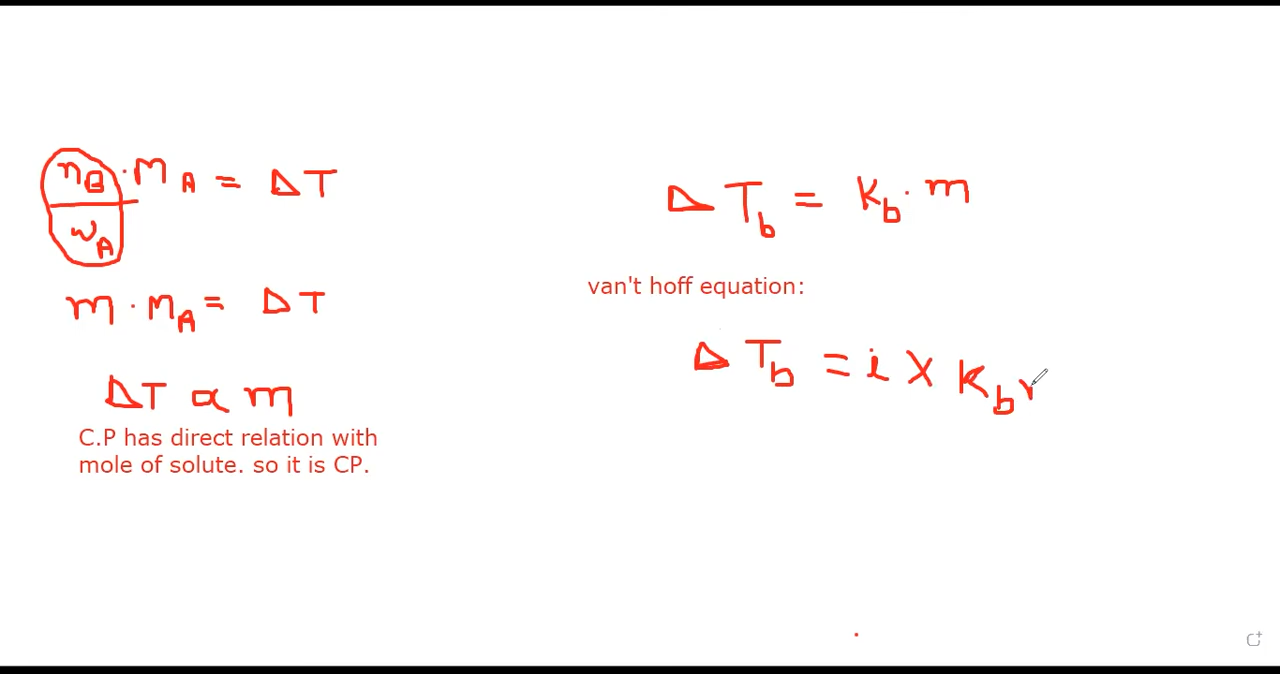 nB/wA · MA = ΔT
m · MA = ΔT
ΔT ∝ m
C.P has direct relation with
mole of solute. so it is CP.
ΔTb = Kb · m
van't hoff equation:
ΔTb = i X Kb